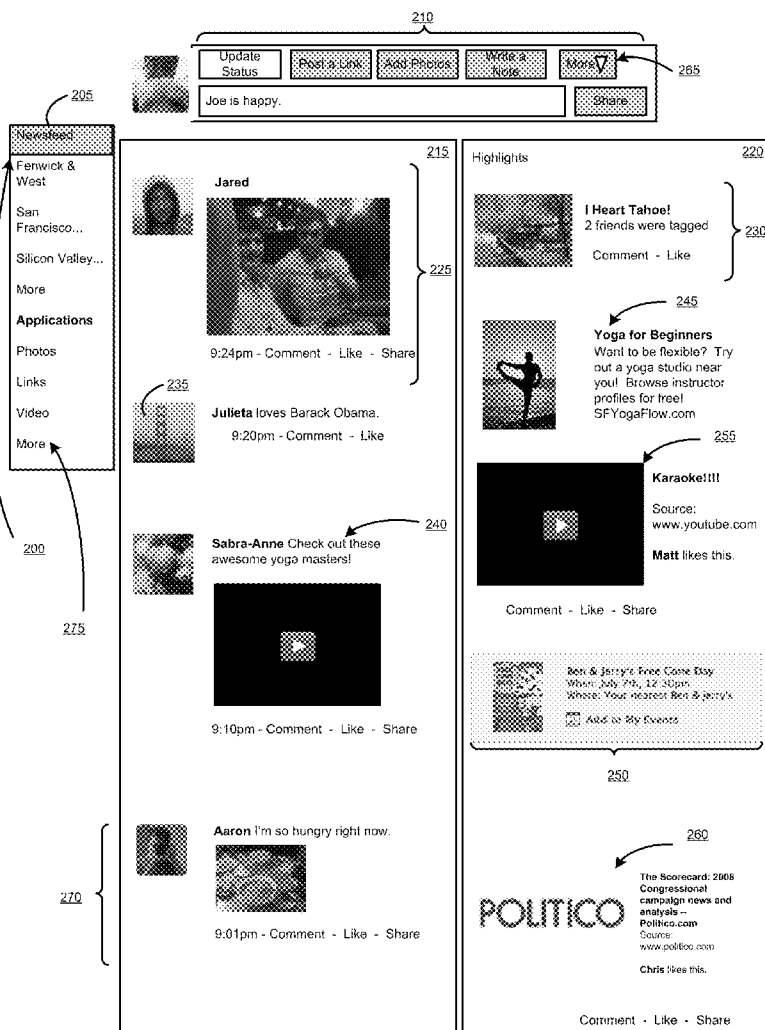 210
Update
Status
Post a Link
Add Photos
Write a
Note
More
265
Joe is happy.
Share
205
Newsfeed
Fenwick &
West
San
Francisco...
Silicon Valley...
More
Applications
Photos
Links
Video
More
200
275
215
Jared
225
9:24pm - Comment - Like - Share
235
Julieta loves Barack Obama.
9:20pm - Comment - Like
240
Sabra-Anne Check out these
awesome yoga masters!
9:10pm - Comment - Like - Share
270
Aaron I'm so hungry right now.
9:01pm - Comment - Like - Share
Highlights
220
I Heart Tahoe!
2 friends were tagged
Comment - Like
230
245
Yoga for Beginners
Want to be flexible? Try
out a yoga studio near
you! Browse instructor
profiles for free!
SFYogaFlow.com
255
Karaoke!!!!
Source:
www.youtube.com
Matt likes this.
Comment - Like - Share
Ben & Jerry's Free Cone Day
When: July 7th, 12:30pm
Where: Your nearest Ben & Jerry's
Add to My Events
250
260
POLITICO
The Scorecard: 2008
Congressional
campaign news and
analysis --
Politico.com
Source:
www.politico.com
Chris likes this.
Comment - Like - Share